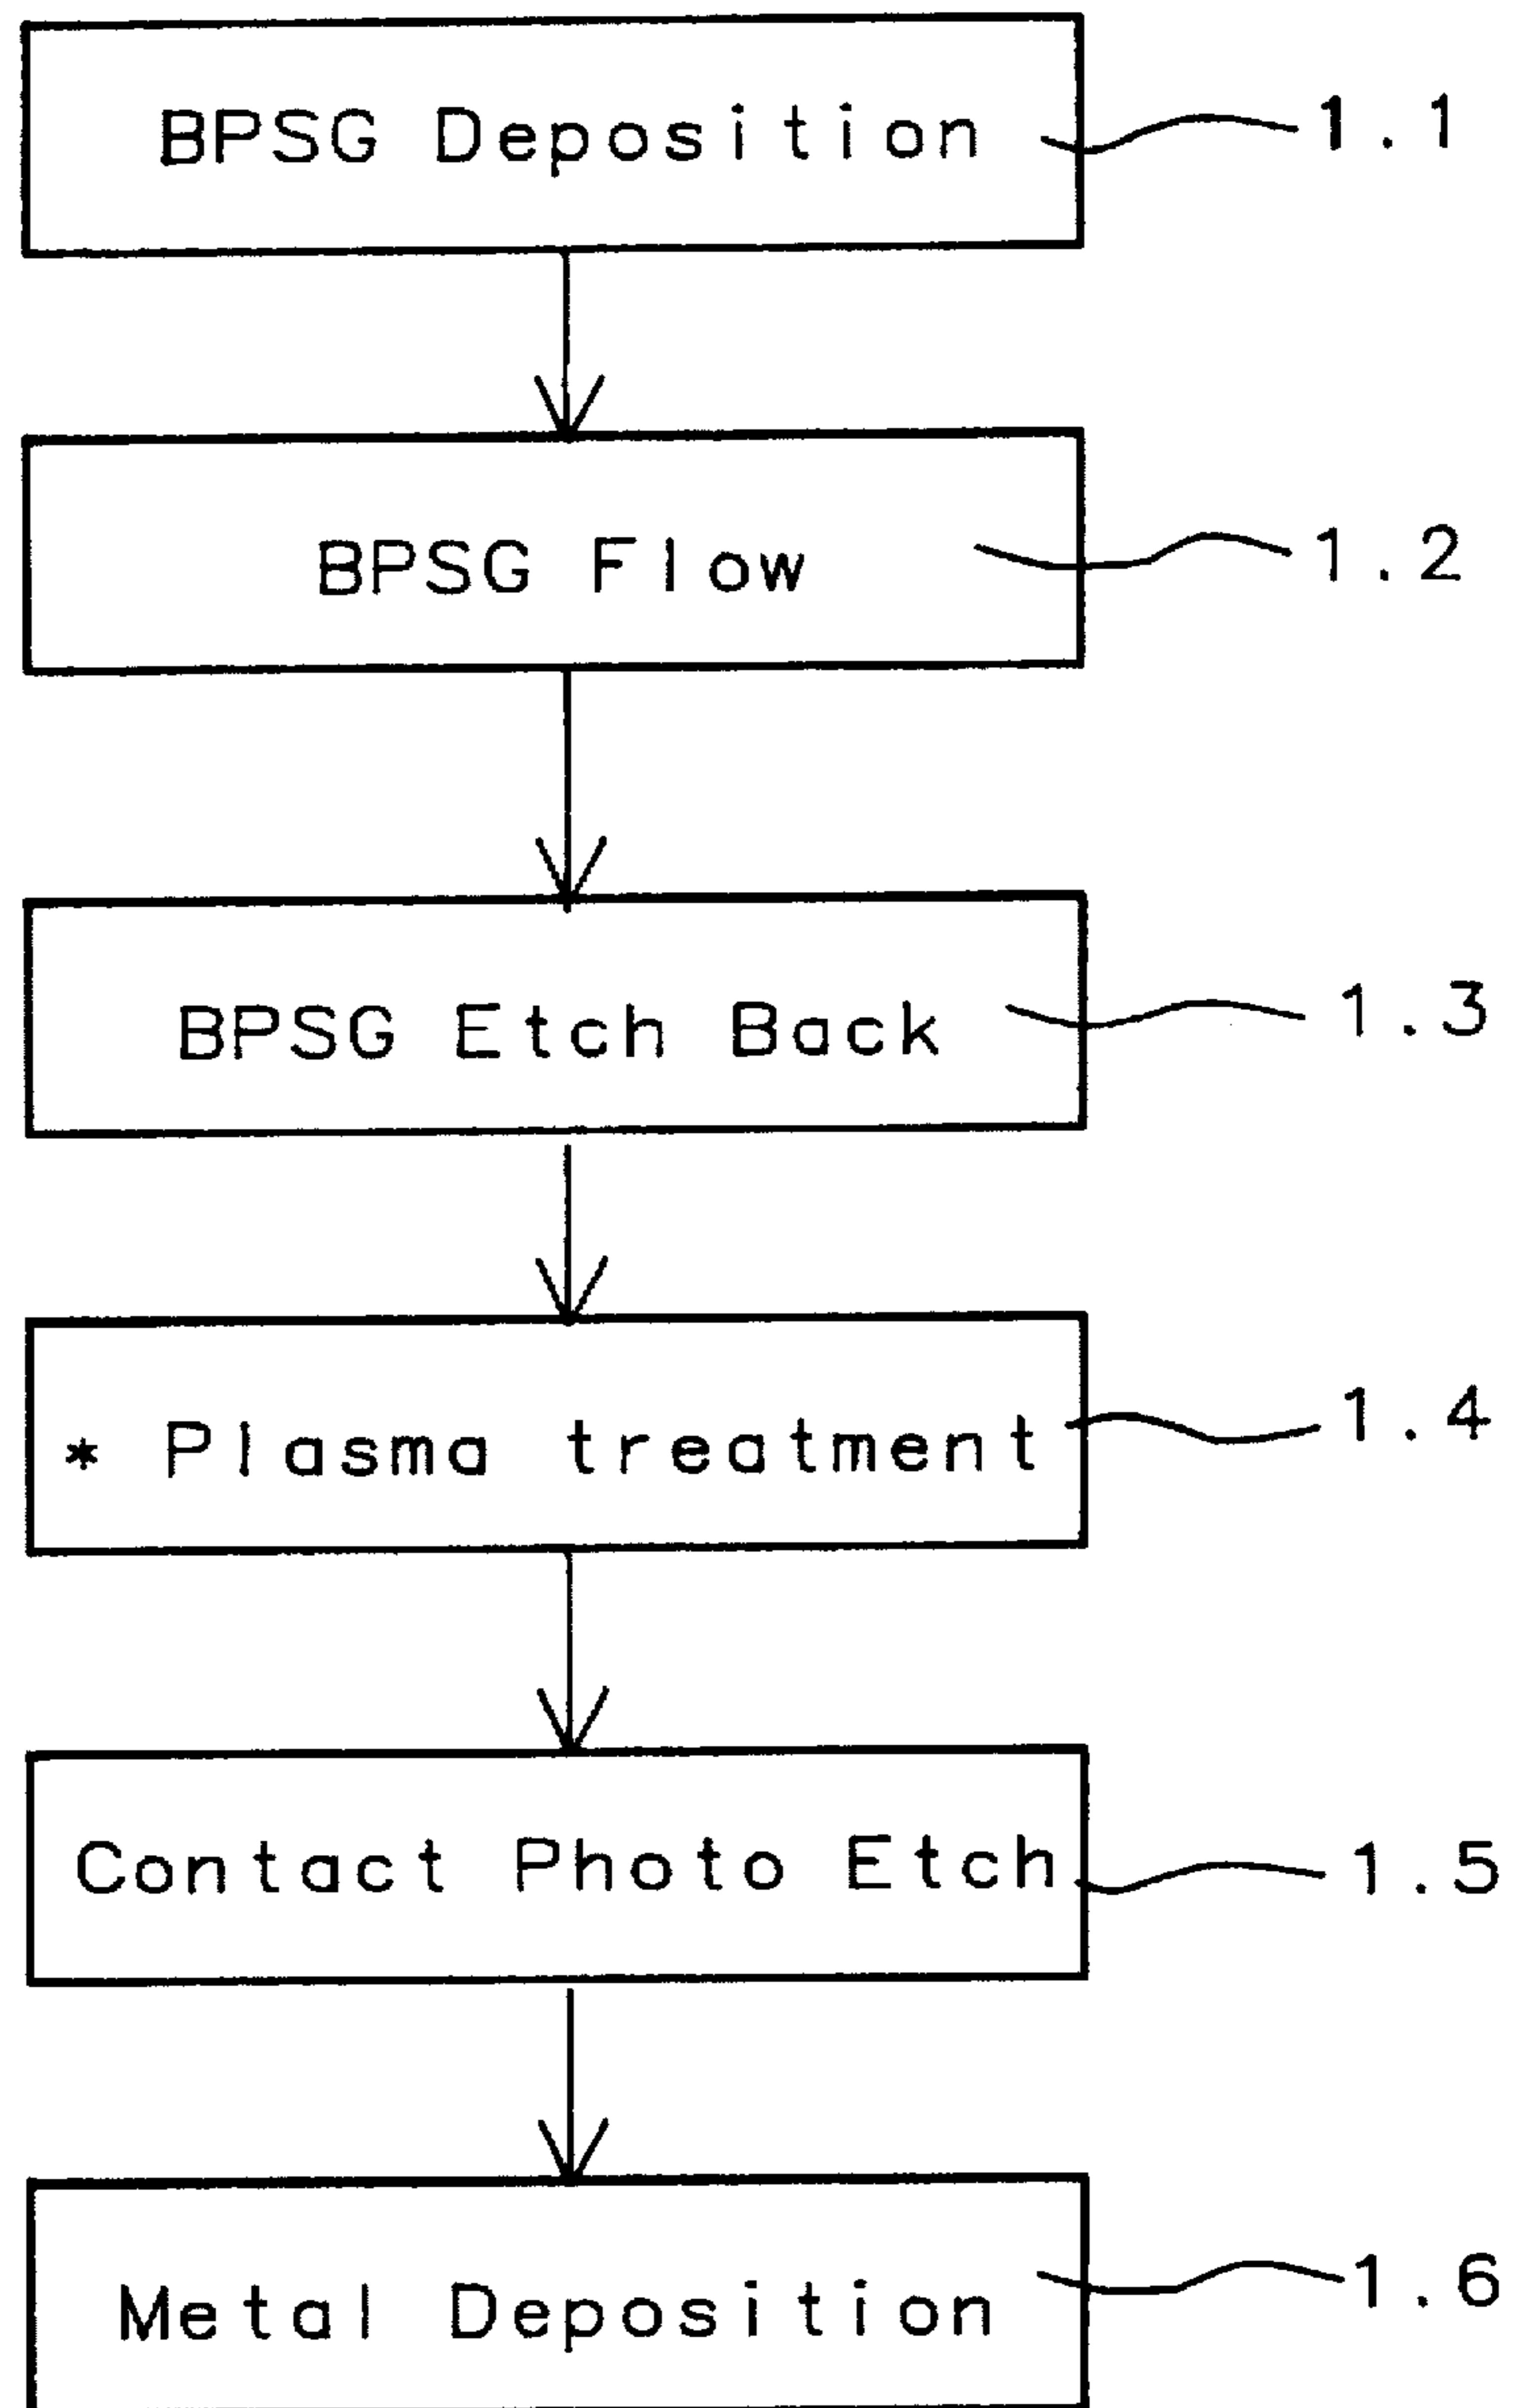 BPSG Deposition 1.1
BPSG Flow 1.2
BPSG Etch Back 1.3
* Plasma treatment 1.4
Contact Photo Etch 1.5
Metal Deposition 1.6